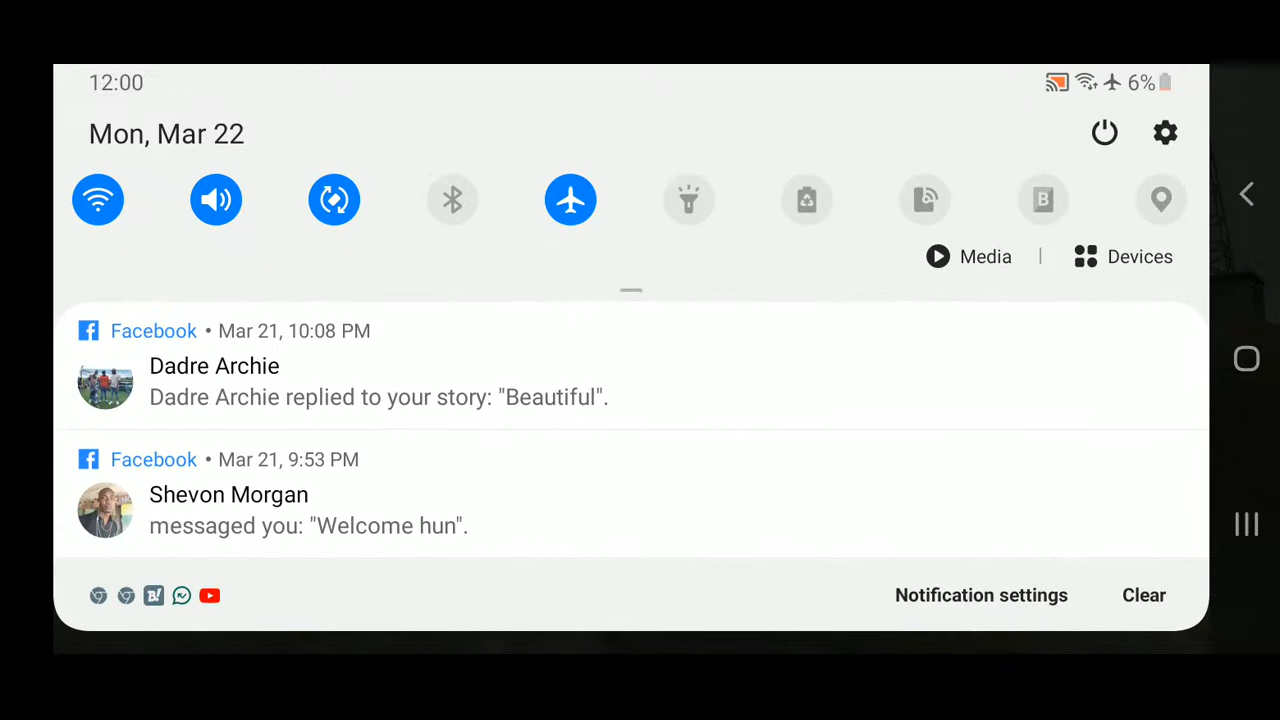 12:00
6%
Mon, Mar 22
B
Media | Devices
Facebook • Mar 21, 10:08 PM
Dadre Archie
Dadre Archie replied to your story: "Beautiful".
Facebook • Mar 21, 9:53 PM
Shevon Morgan
messaged you: "Welcome hun".
B!
Notification settings
Clear